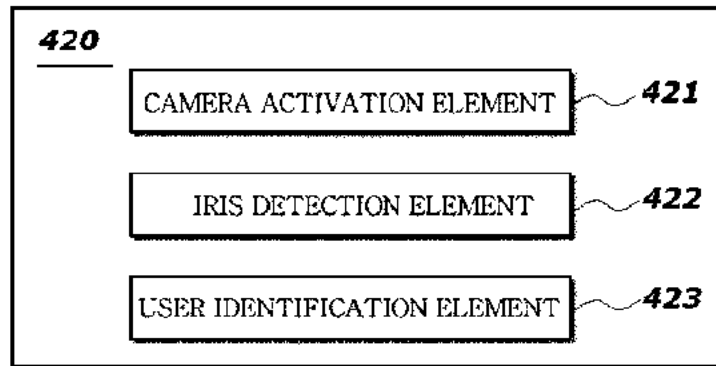 420
CAMERA ACTIVATION ELEMENT 421
IRIS DETECTION ELEMENT 422
USER IDENTIFICATION ELEMENT 423